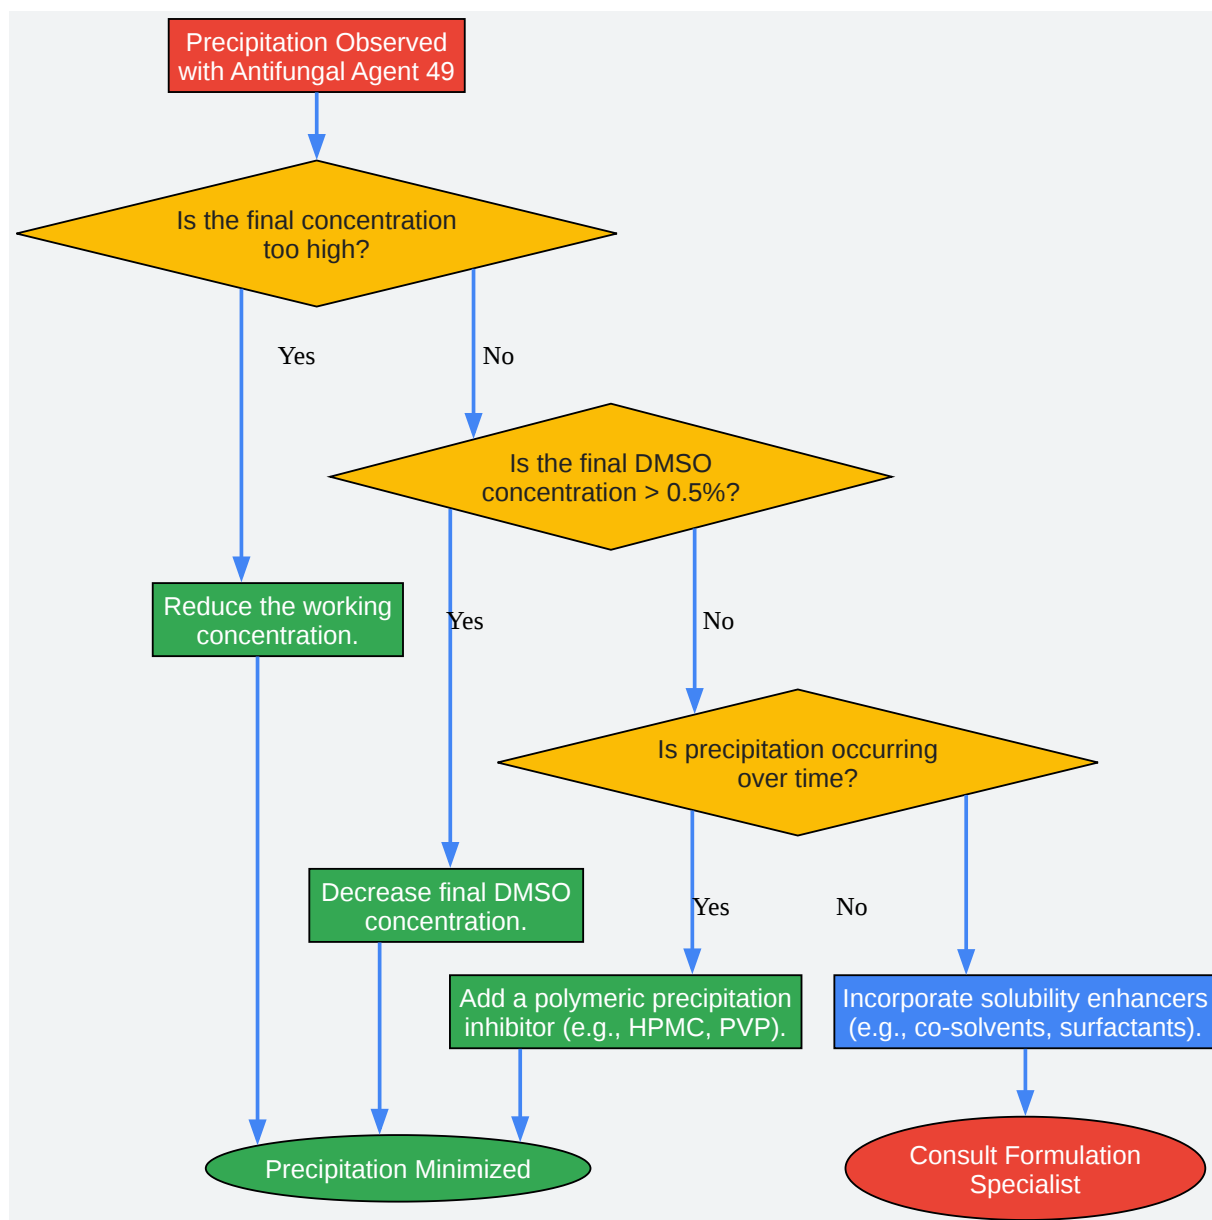 Precipitation Observed
with Antifungal Agent 49
Is the final concentration
too high?
Yes
No
Is the final DMSO
concentration > 0.5%?
Reduce the working
concentration.
Yes
No
Is precipitation occurring
over time?
Decrease final DMSO
concentration.
Yes
No
Add a polymeric precipitation
inhibitor (e.g., HPMC, PVP).
Incorporate solubility enhancers
(e.g., co-solvents, surfactants).
Precipitation Minimized
Consult Formulation
Specialist